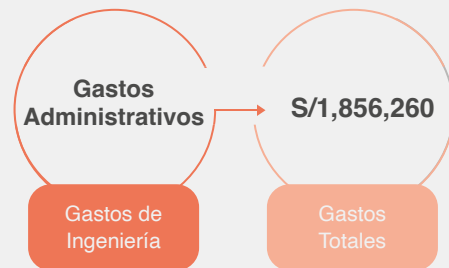 Gastos
Administrativos
S/1,856,260
Gastos de
Ingeniería
Gastos
Totales